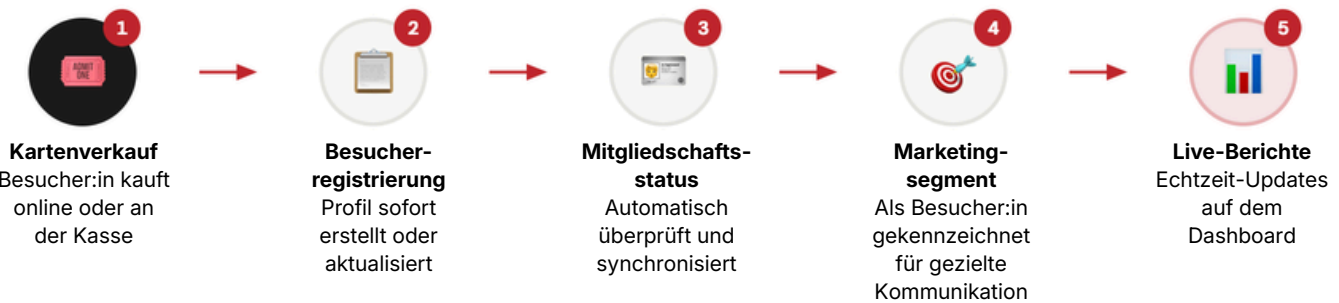 1
ADMIT
ONE
Kartenverkauf
Besucher:in kauft
online oder an
der Kasse
2
Besucher-
registrierung
Profil sofort
erstellt oder
aktualisiert
3
Mitgliedschafts-
status
Automatisch
überprüft und
synchronisiert
4
Marketing-
segment
Als Besucher:in
gekennzeichnet
für gezielte
Kommunikation
5
Live-Berichte
Echtzeit-Updates
auf dem
Dashboard